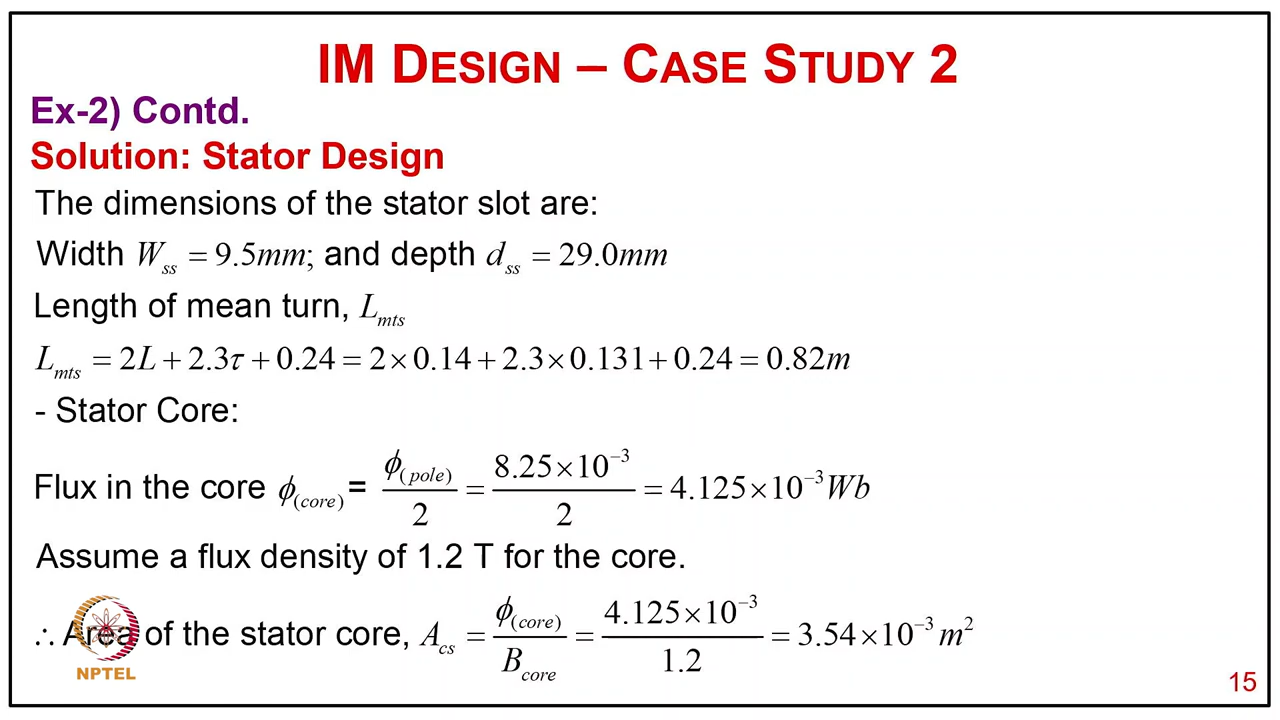 IM DESIGN – CASE STUDY 2
Ex-2) Contd.
Solution: Stator Design
The dimensions of the stator slot are:
Width W_ss = 9.5mm; and depth d_ss = 29.0mm
Length of mean turn, L_mts
L_mts = 2L + 2.3τ + 0.24 = 2 × 0.14 + 2.3 × 0.131 + 0.24 = 0.82m
- Stator Core:
Flux in the core ϕ_(core) = ϕ_(pole) / 2 = 8.25×10^−3 / 2 = 4.125×10^−3 Wb
Assume a flux density of 1.2 T for the core.
∴ Area of the stator core, A_cs = ϕ_(core) / B_core = 4.125×10^−3 / 1.2 = 3.54×10^−3 m^2
NPTEL
15